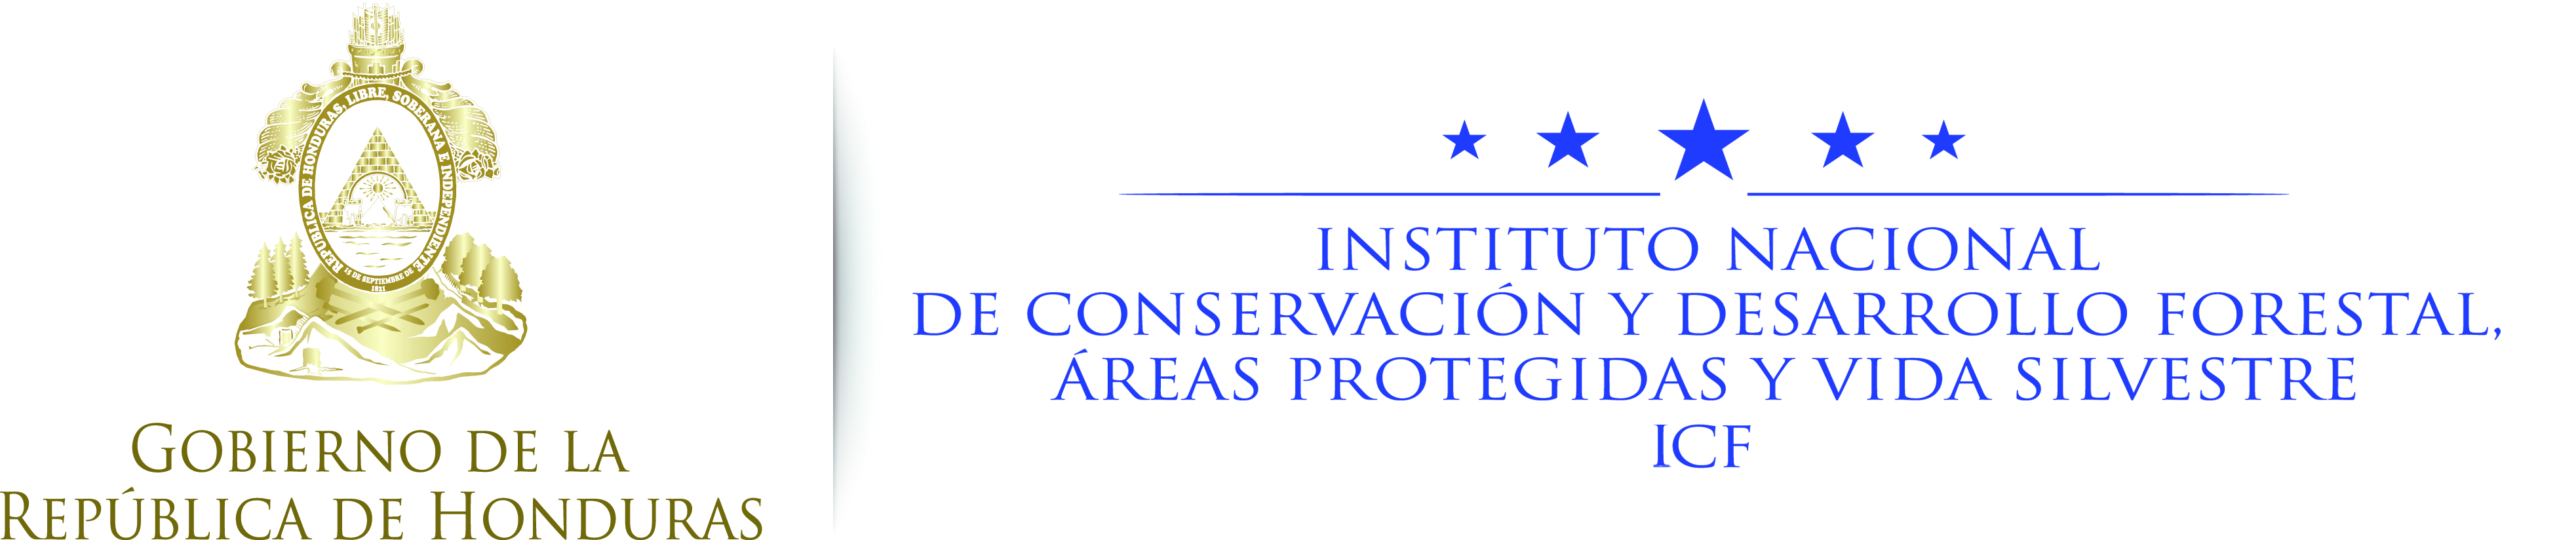 REPÚBLICA DE HONDURAS, LIBRE, SOBERANA E INDEPENDIENTE
15 DE SEPTIEMBRE DE
1821
GOBIERNO DE LA
REPÚBLICA DE HONDURAS
INSTITUTO NACIONAL
DE CONSERVACIÓN Y DESARROLLO FORESTAL,
ÁREAS PROTEGIDAS Y VIDA SILVESTRE
ICF